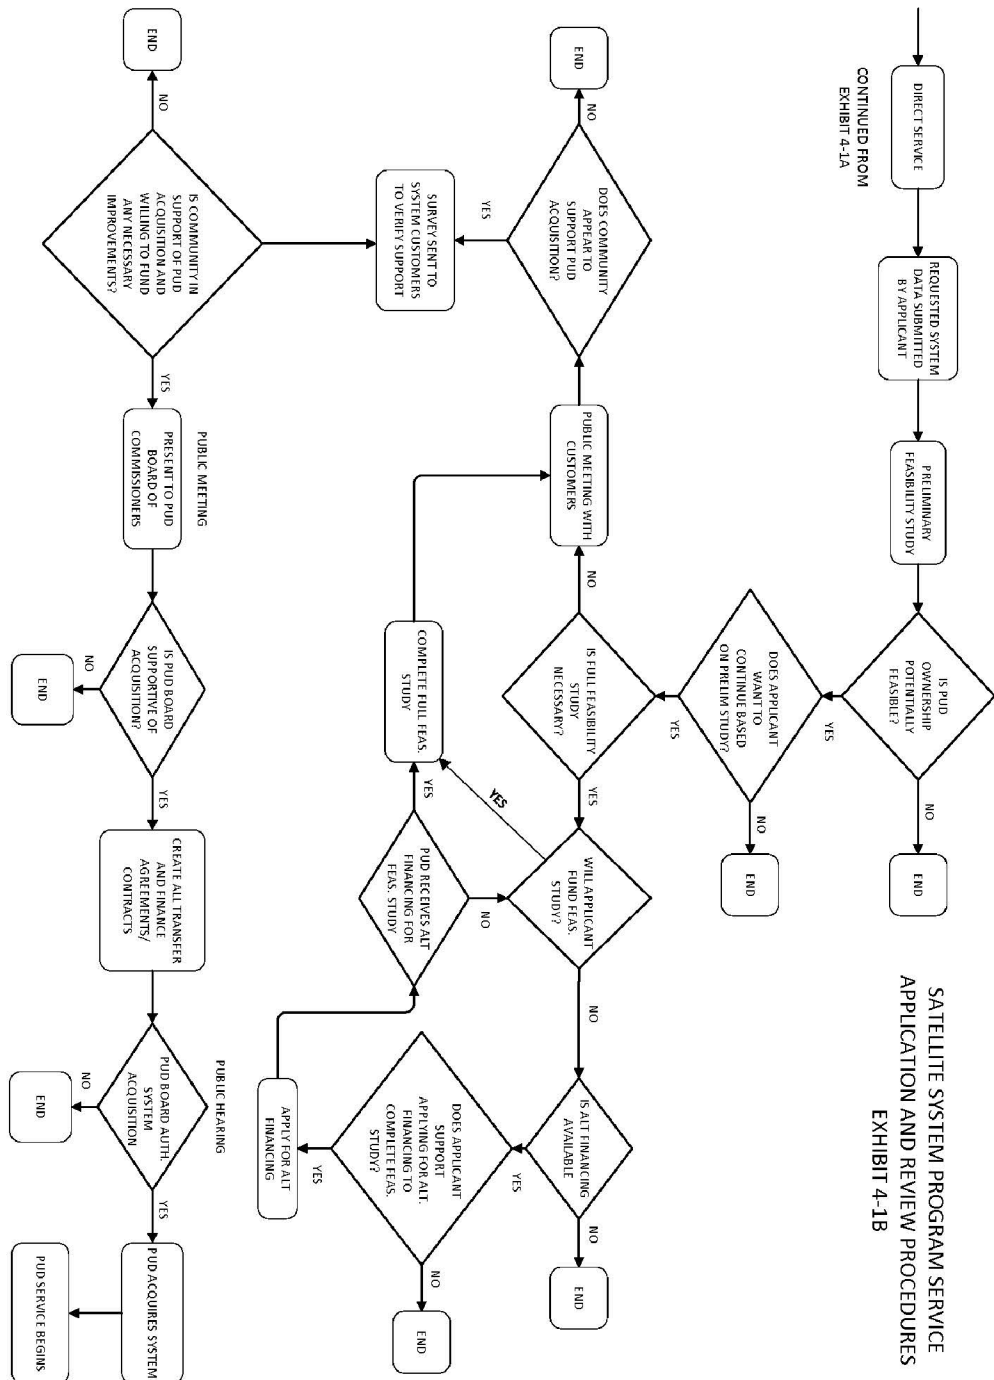 SATELLITE SYSTEM PROGRAM SERVICE
APPLICATION AND REVIEW PROCEDURES
EXHIBIT 4-1B
DIRECT SERVICE
CONTINUED FROM
EXHIBIT 4-1A
REQUESTED SYSTEM
DATA SUBMITTED
BY APPLICANT
PRELIMINARY
FEASIBILITY STUDY
IS PUD
OWNERSHIP
POTENTIALLY
FEASIBLE?
NO
END
YES
DOES APPLICANT
WANT TO
CONTINUE BASED
ON PRELIM STUDY?
NO
END
YES
IS FULL FEASIBILITY
STUDY
NECESSARY?
NO
YES
WILL APPLICANT
FUND FEAS.
STUDY?
YES
NO
IS ALT FINANCING
AVAILABLE
NO
END
YES
DOES APPLICANT
SUPPORT
APPLYING FOR ALT.
FINANCING TO
COMPLETE FEAS.
STUDY?
NO
END
YES
APPLY FOR ALT
FINANCING
PUD RECEIVES ALT
FINANCING FOR
FEAS. STUDY
NO
YES
COMPLETE FULL FEAS.
STUDY
PUBLIC MEETING WITH
CUSTOMERS
DOES COMMUNITY
APPEAR TO
SUPPORT PUD
ACQUISITION?
NO
END
YES
SURVEY SENT TO
SYSTEM CUSTOMERS
TO VERIFY SUPPORT
IS COMMUNITY IN
SUPPORT OF PUD
ACQUISITION AND
WILLING TO FUND
ANY NECESSARY
IMPROVEMENTS?
NO
END
YES
PUBLIC MEETING
PRESENT TO PUD
BOARD OF
COMMISSIONERS
IS PUD BOARD
SUPPORTIVE OF
ACQUISITION?
NO
END
YES
CREATE ALL TRANSFER
AND FINANCE
AGREEMENTS/
CONTRACTS
PUBLIC HEARING
PUD BOARD AUTH.
SYSTEM
ACQUISITION
NO
END
YES
PUD ACQUIRES SYSTEM
PUD SERVICE BEGINS